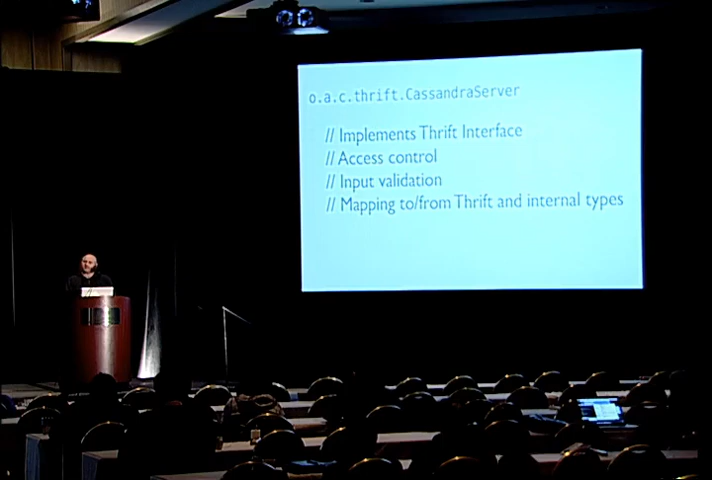 o.a.c.thrift.CassandraServer
// Implements Thrift Interface
// Access control
// Input validation
// Mapping to/from Thrift and internal types